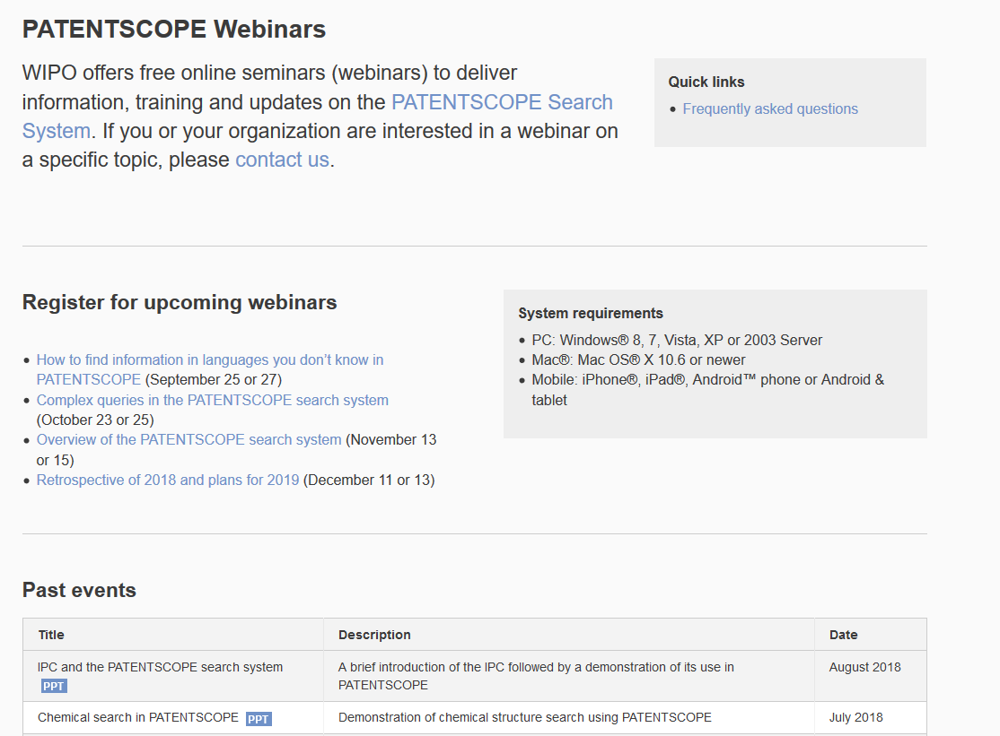 PATENTSCOPE Webinars
WIPO offers free online seminars (webinars) to deliver
information, training and updates on the PATENTSCOPE Search
System. If you or your organization are interested in a webinar on
a specific topic, please contact us.
Quick links
• Frequently asked questions
Register for upcoming webinars
• How to find information in languages you don’t know in
PATENTSCOPE (September 25 or 27)
• Complex queries in the PATENTSCOPE search system
(October 23 or 25)
• Overview of the PATENTSCOPE search system (November 13
or 15)
• Retrospective of 2018 and plans for 2019 (December 11 or 13)
System requirements
• PC: Windows® 8, 7, Vista, XP or 2003 Server
• Mac®: Mac OS® X 10.6 or newer
• Mobile: iPhone®, iPad®, Android™ phone or Android &
tablet
Past events
Title Description Date
IPC and the PATENTSCOPE search system A brief introduction of the IPC followed by a demonstration of its use in August 2018
PPT PATENTSCOPE
Chemical search in PATENTSCOPE PPT Demonstration of chemical structure search using PATENTSCOPE July 2018